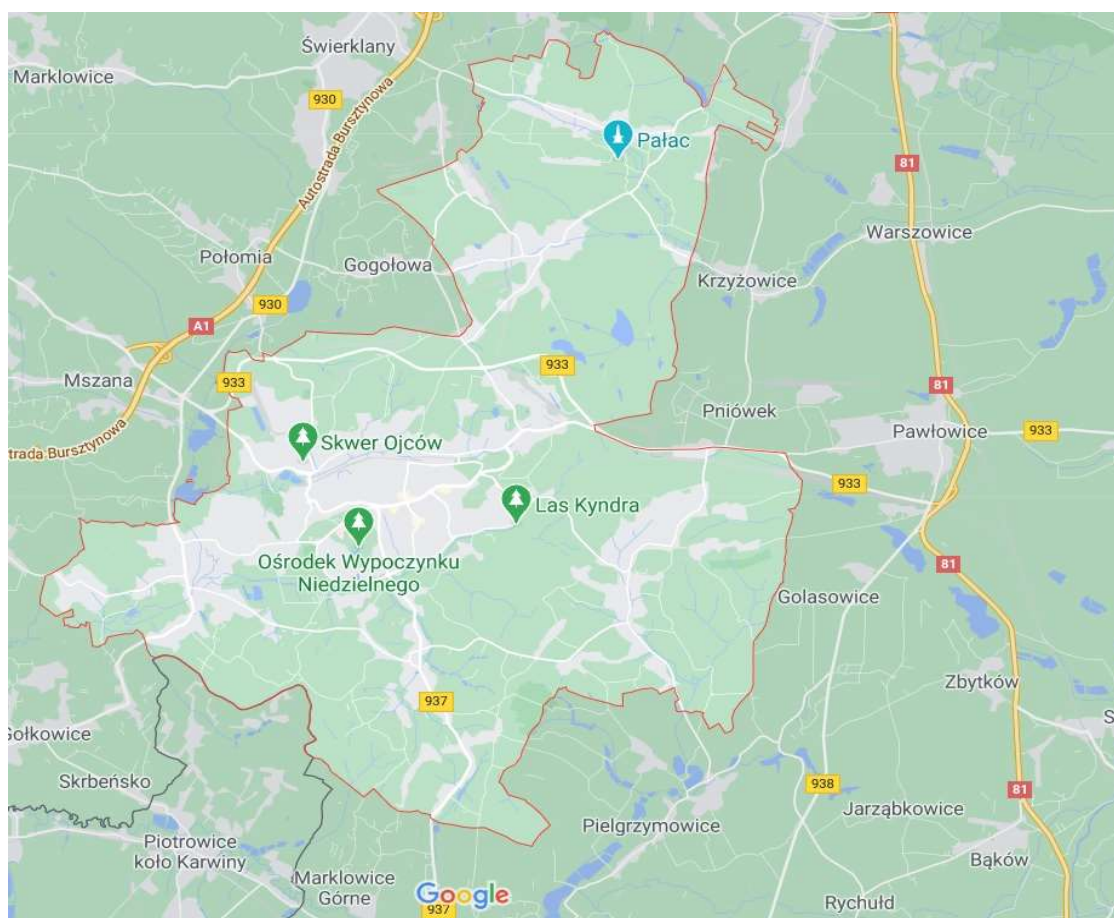 Świerklany
Marklowice
930
Autostrada Bursztynowa
81
Pałac
Warszowice
Połomia
Gogołowa
Krzyżowice
930
A1
933
Mszana
933
81
Pniówek
Pawłowice
933
Skwer Ojców
strada Bursztynowa
933
Las Kyndra
Ośrodek Wypoczynku
Niedzielnego
81
Golasowice
Zbytków
937
S
Gołkowice
Skrbeńsko
938
81
Jarząbkowice
Pielgrzymowice
Piotrowice
koło Karwiny
Bąków
Marklowice
Górne
Google
937
Rychułd